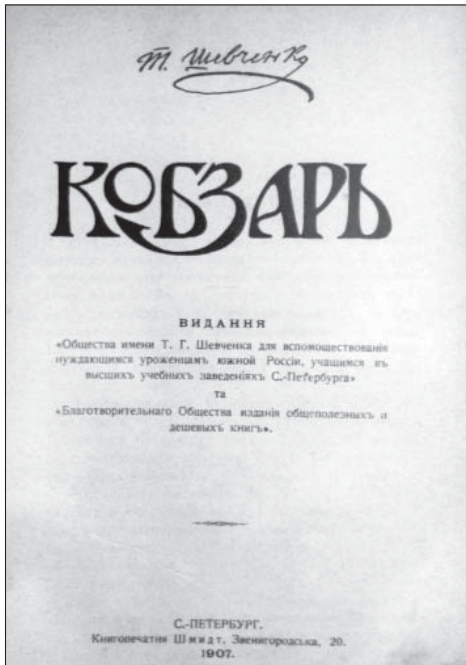 Т. Шевченко
КОБЗАРЬ
ВИДАННЯ
«Общества имени Т. Г. Шевченка для вспомоществованія
нуждающимся уроженцамъ южной Россіи, учащимся въ
высшихъ учебныхъ заведеніяхъ С.-Петербурга»
та
«Благотворительнаго Общества изданія общеполезныхъ и
дешевыхъ книгъ».
С.-ПЕТЕРБУРГ.
Книгопечатня Шмидт, Звенигородська, 20.
1907.